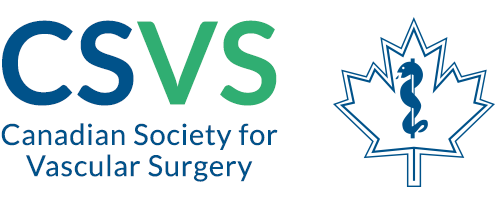 CSVS
Canadian Society for
Vascular Surgery